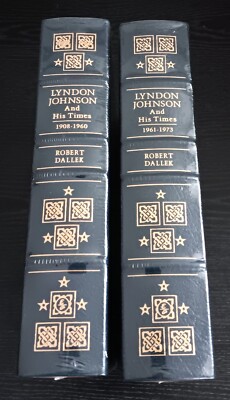 LYNDON
JOHNSON
And
His Times
1908-1960
ROBERT
DALLEK
LYNDON
JOHNSON
And
His Times
1961-1973
ROBERT
DALLEK